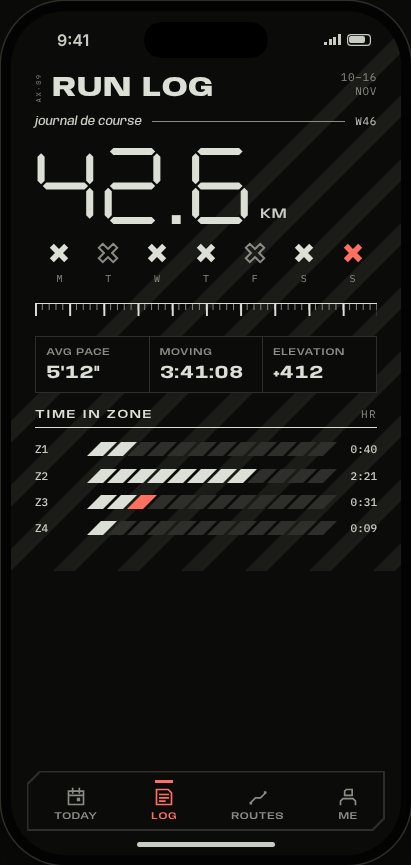 9:41
AX-09
RUN LOG
10–16
NOV
journal de course
W46
42.6 KM
M T W T F S S
AVG PACE MOVING ELEVATION
5'12" 3:41:08 +412
TIME IN ZONE HR
Z1 0:40
Z2 2:21
Z3 0:31
Z4 0:09
TODAY LOG ROUTES ME